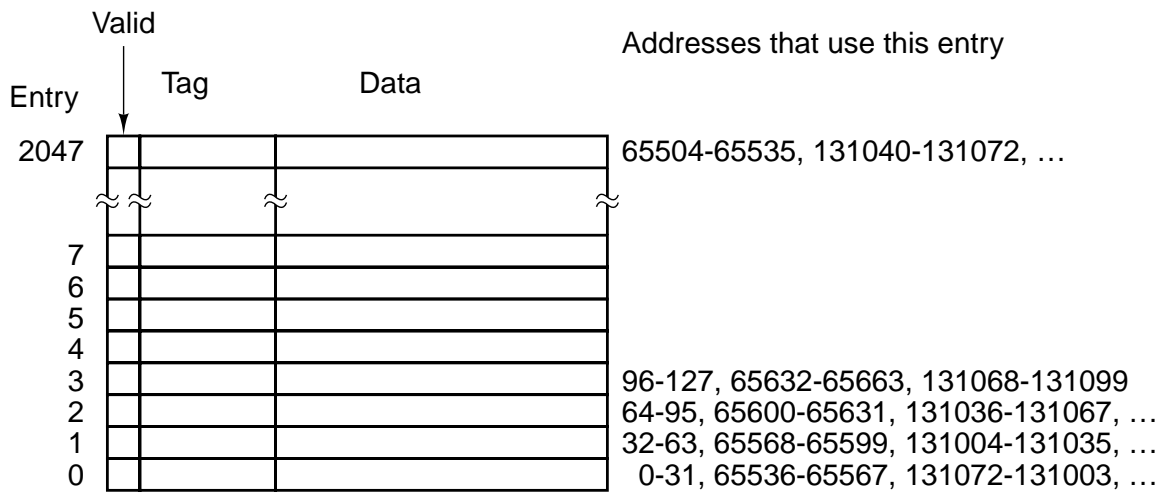 Valid
Addresses that use this entry
Entry
Tag
Data
2047
65504-65535, 131040-131072, …
7
6
5
4
3
96-127, 65632-65663, 131068-131099
2
64-95, 65600-65631, 131036-131067, …
1
32-63, 65568-65599, 131004-131035, …
0
0-31, 65536-65567, 131072-131003, …